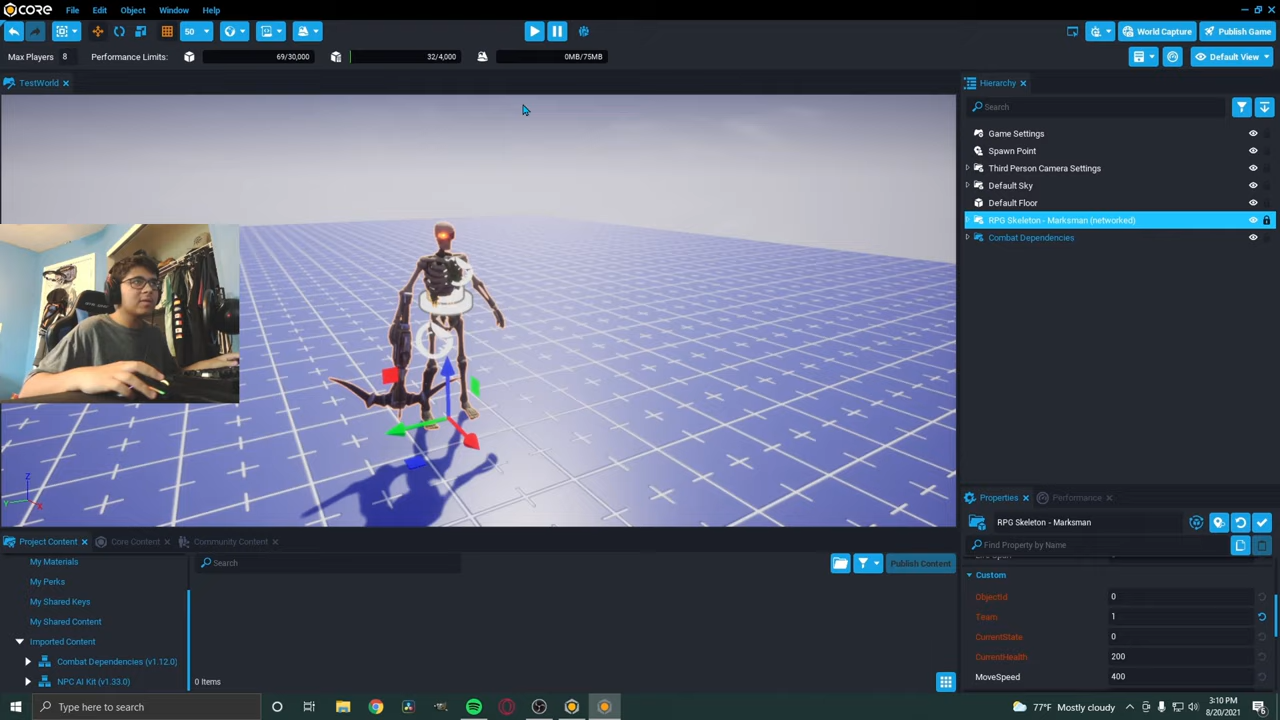 CORE File Edit Object Window Help
50 World Capture Publish Game
Max Players 8 Performance Limits: 69/30,000 32/4,000 0MB/75MB Default View
TestWorld
Hierarchy
Search
Game Settings
Spawn Point
Third Person Camera Settings
Default Sky
Default Floor
RPG Skeleton - Marksman (networked)
Combat Dependencies
Z
Y
X
Properties Performance
RPG Skeleton - Marksman
Find Property by Name
Custom
ObjectId 0
Team 1
CurrentState 0
CurrentHealth 200
MoveSpeed 400
Project Content Core Content Community Content
My Materials
My Perks
My Shared Keys
My Shared Content
Imported Content
Combat Dependencies (v1.12.0)
NPC AI Kit (v1.33.0)
Search
Publish Content
0 Items
Type here to search
77°F Mostly cloudy
3:10 PM
8/20/2021
6